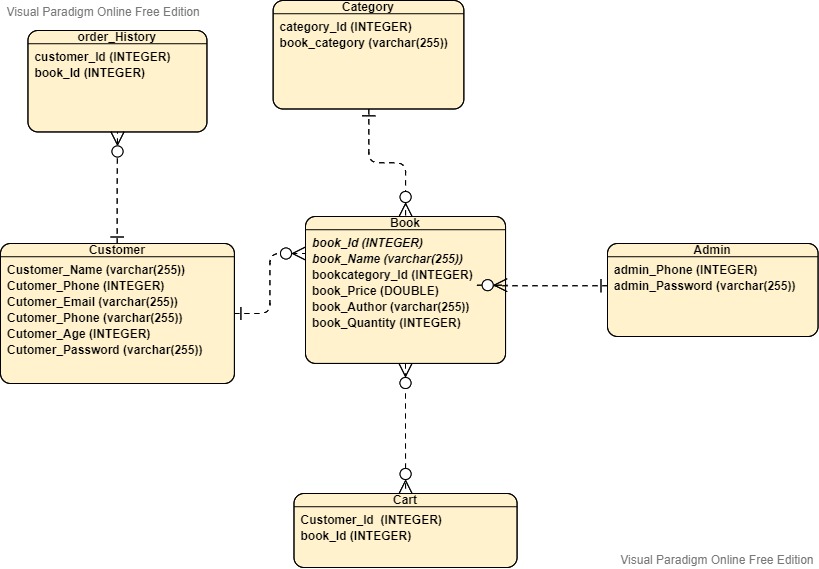 Visual Paradigm Online Free Edition
order_History
customer_Id (INTEGER)
book_Id (INTEGER)
Category
category_Id (INTEGER)
book_category (varchar(255))
Customer
Customer_Name (varchar(255))
Cutomer_Phone (INTEGER)
Cutomer_Email (varchar(255))
Cutomer_Phone (varchar(255))
Cutomer_Age (INTEGER)
Cutomer_Password (varchar(255))
Book
book_Id (INTEGER)
book_Name (varchar(255))
bookcategory_Id (INTEGER)
book_Price (DOUBLE)
book_Author (varchar(255))
book_Quantity (INTEGER)
Admin
admin_Phone (INTEGER)
admin_Password (varchar(255))
Cart
Customer_Id  (INTEGER)
book_Id (INTEGER)
Visual Paradigm Online Free Edition